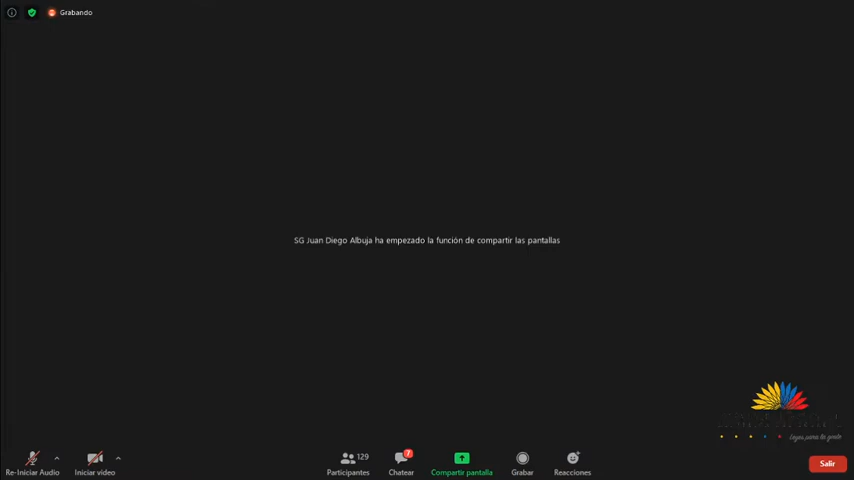 Grabando
SG Juan Diego Albuja ha empezado la función de compartir las pantallas
Leyes para la gente
129
7
Re-Iniciar Audio
Iniciar video
Participantes
Chatear
Compartir pantalla
Grabar
Reacciones
Salir